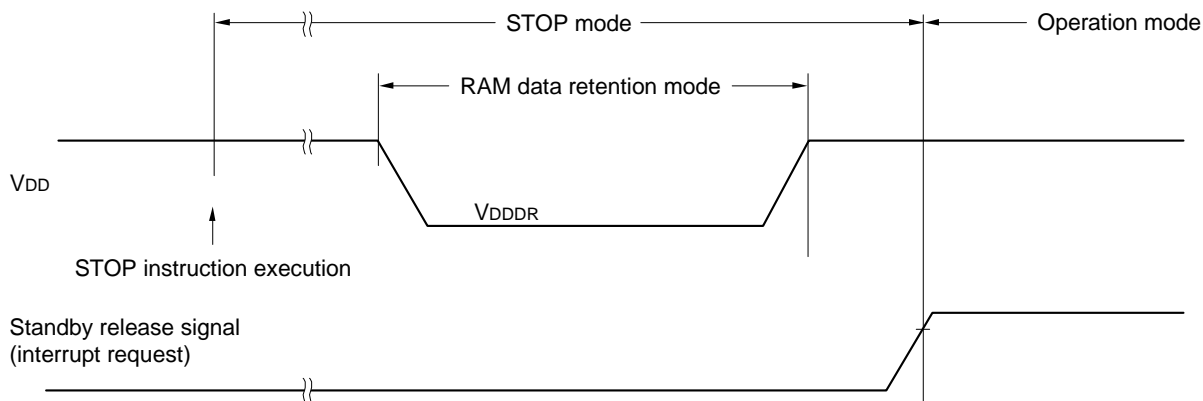 STOP mode
Operation mode
RAM data retention mode
VDD
VDDDR
STOP instruction execution
Standby release signal
(interrupt request)